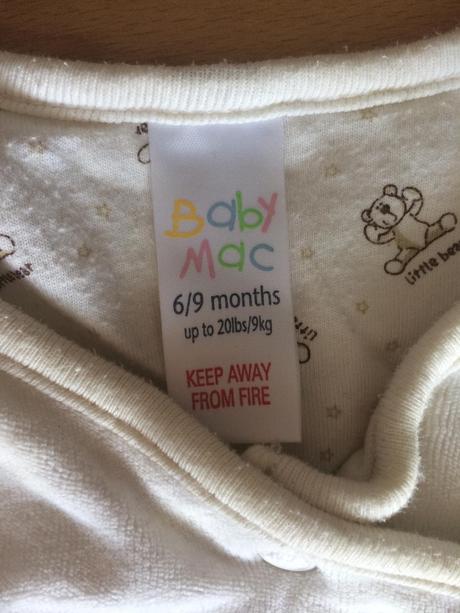 Baby
Mac
6/9 months
up to 20lbs/9kg
KEEP AWAY
FROM FIRE
Little bear